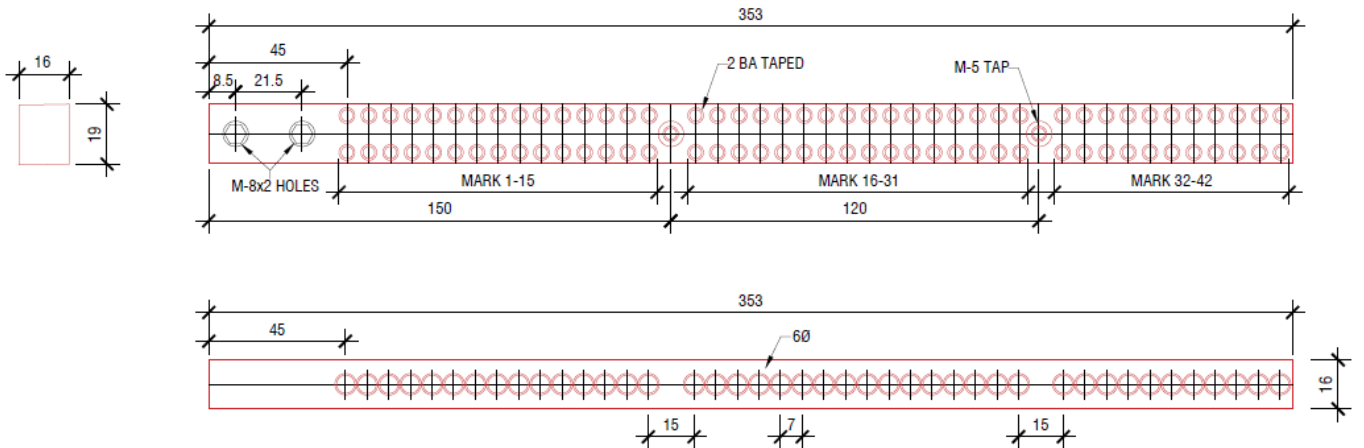 353
45
16
2 BA TAPED
M-5 TAP
8.5
21.5
19
M-8x2 HOLES
MARK 1-15
MARK 16-31
MARK 32-42
150
120
353
45
6Ø
16
15
7
15